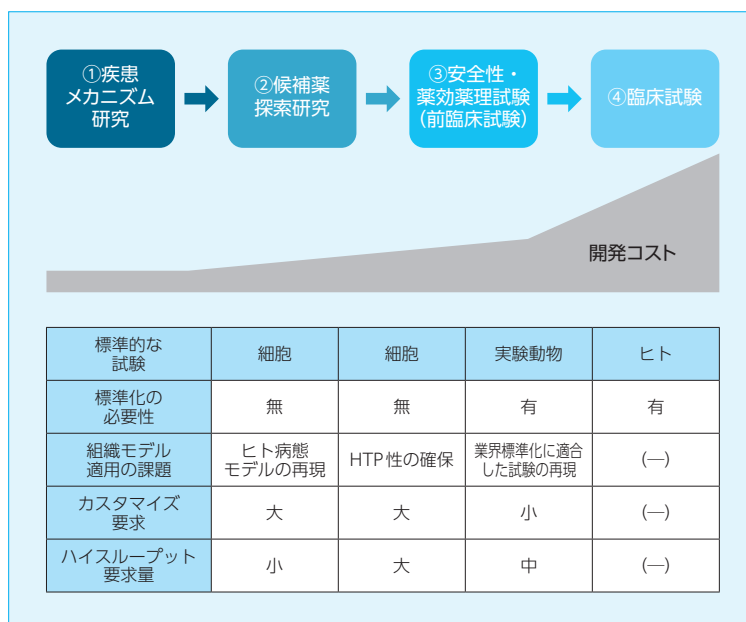 ①疾患
メカニズム
研究
②候補薬
探索研究
③安全性・
薬効薬理試験
(前臨床試験)
④臨床試験
開発コスト
標準的な
試験
細胞
細胞
実験動物
ヒト
標準化の
必要性
無
無
有
有
組織モデル
適用の課題
ヒト病態
モデルの再現
HTP性の確保
業界標準化に適合
した試験の再現
(―)
カスタマイズ
要求
大
大
小
(―)
ハイスループット
要求量
小
大
中
(―)